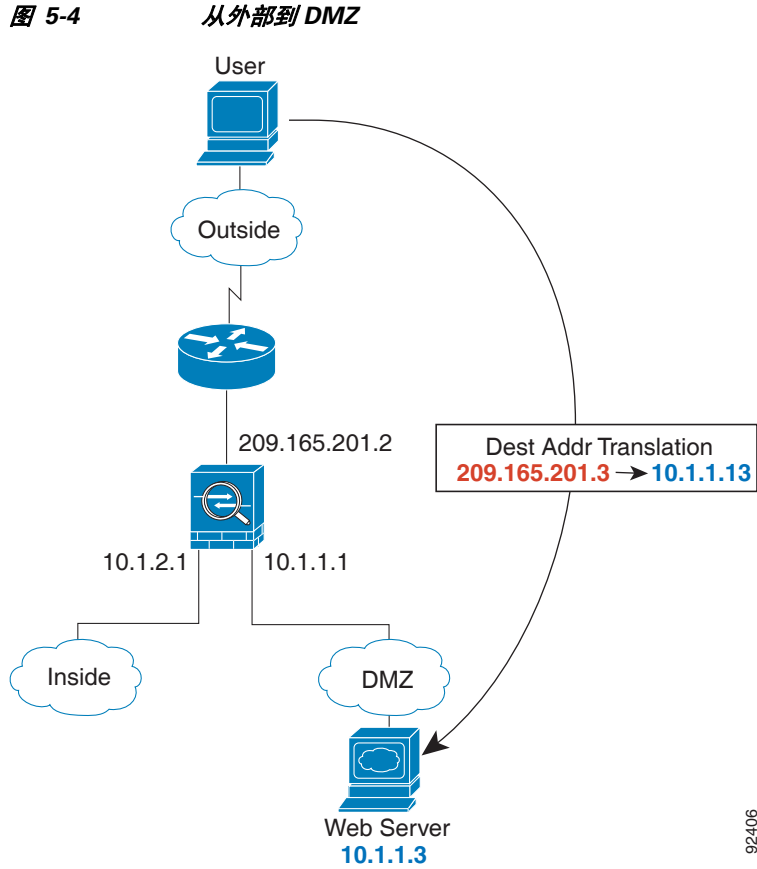 图 5-4 从外部到 DMZ
User
Outside
209.165.201.2
Dest Addr Translation
209.165.201.3 → 10.1.1.13
10.1.2.1 10.1.1.1
Inside
DMZ
Web Server
10.1.1.3
92406